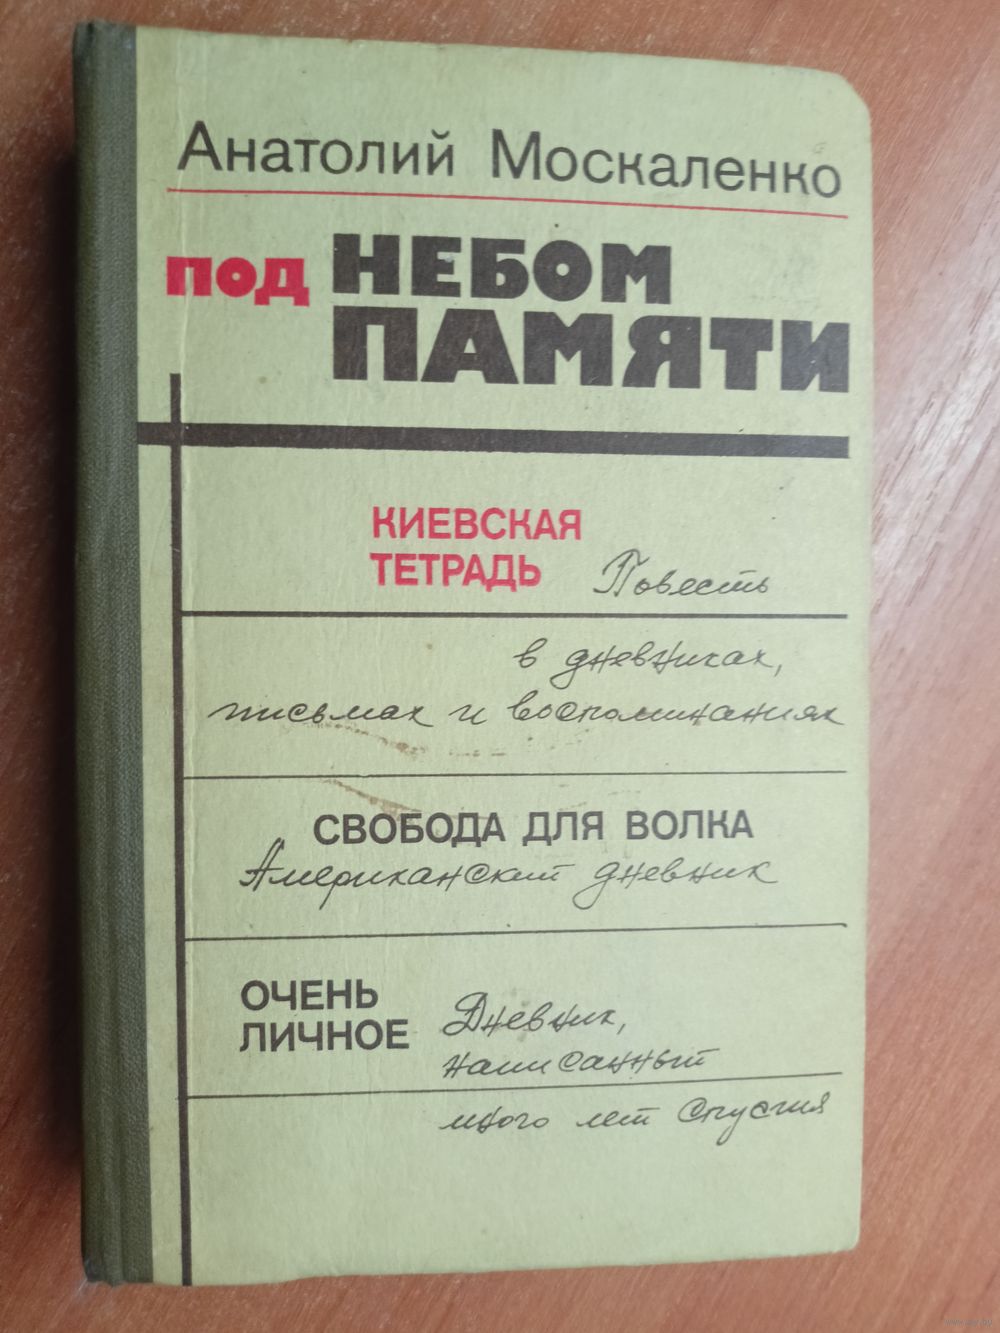 Анатолий Москаленко
ПОД НЕБОМ
ПАМЯТИ
КИЕВСКАЯ
ТЕТРАДЬ Повесть
в дневниках,
письмах и воспоминаниях
СВОБОДА ДЛЯ ВОЛКА
Американский дневник
ОЧЕНЬ
ЛИЧНОЕ Дневник,
написанный
много лет спустя